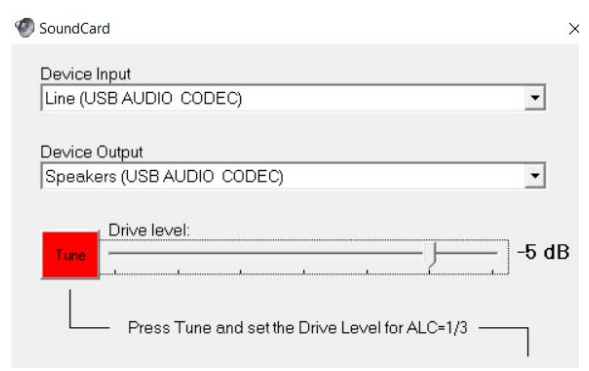 SoundCard
Device Input
Line (USB AUDIO CODEC)
Device Output
Speakers (USB AUDIO CODEC)
Drive level:
Tune
-5 dB
Press Tune and set the Drive Level for ALC=1/3